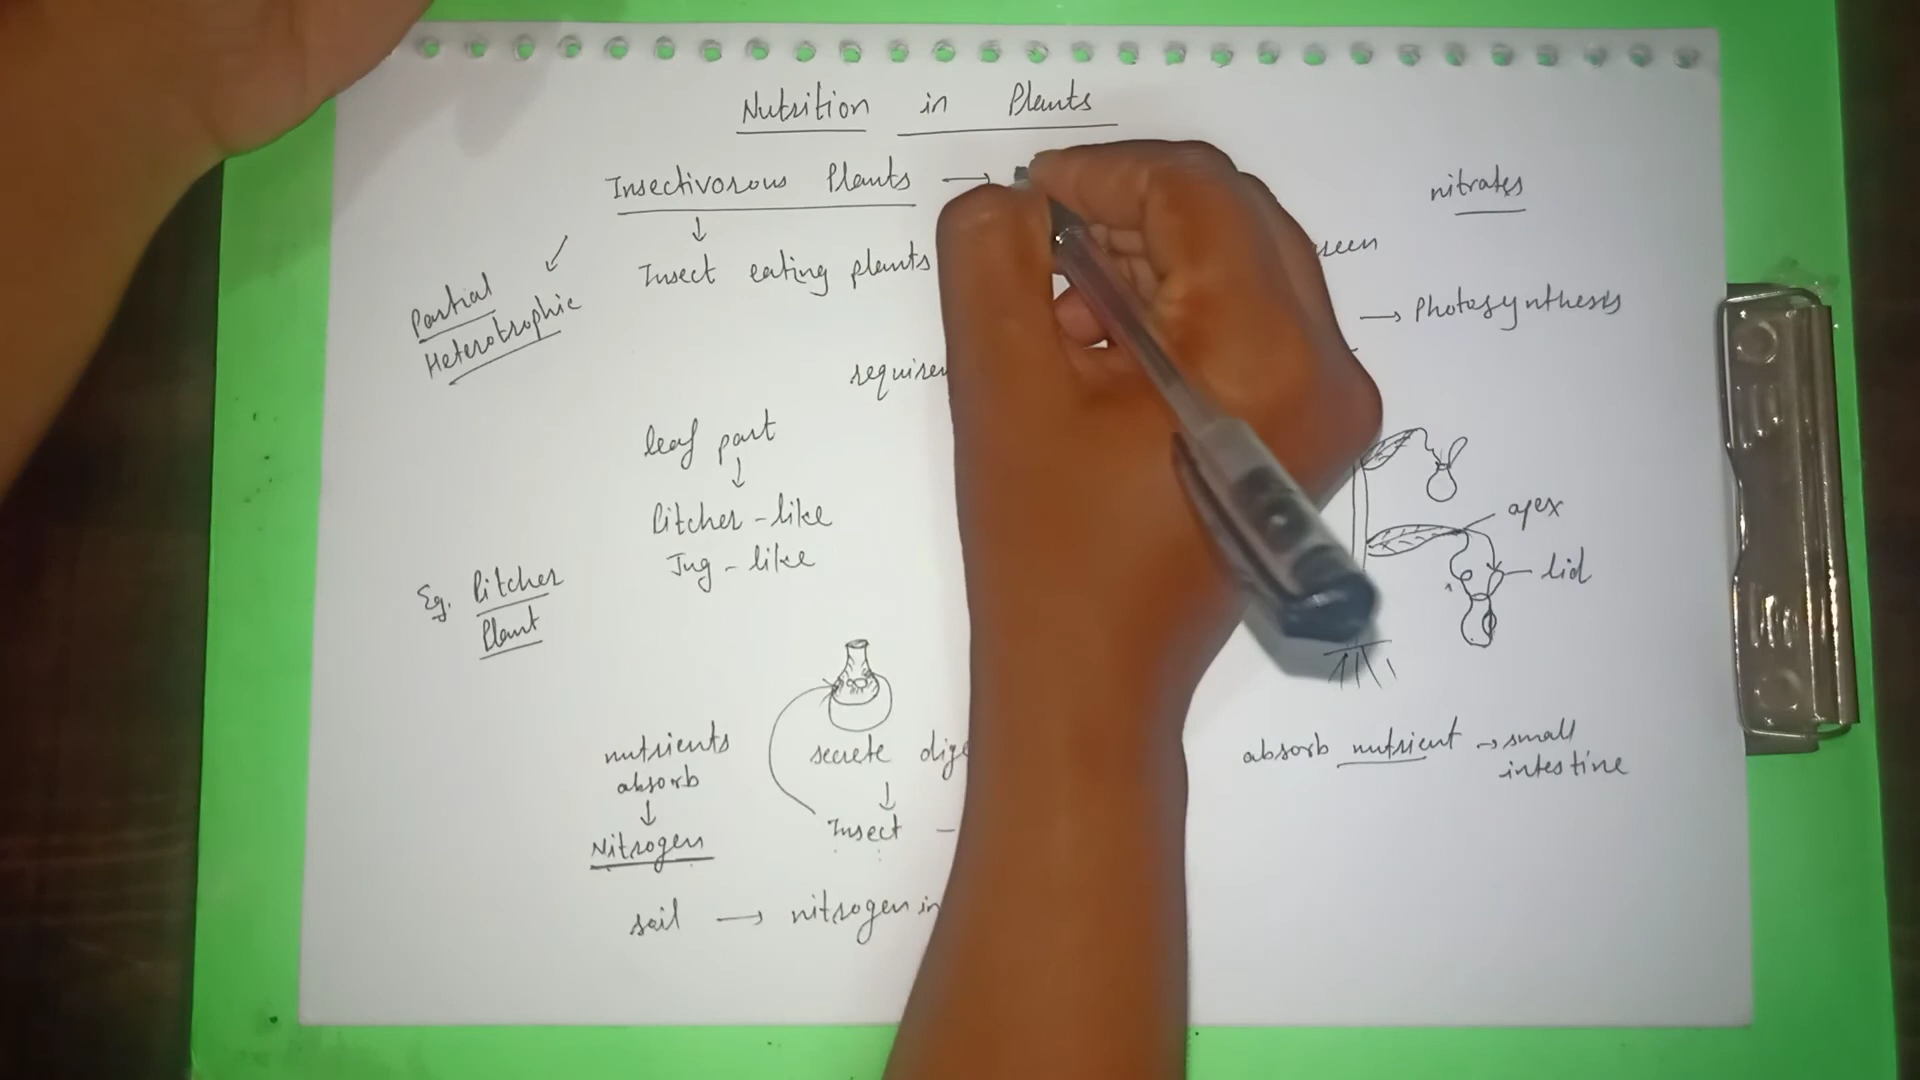 Nutrition in Plants
Insectivorous Plants → nitrates
↓
Insect eating plants
Partial
Heterotrophic
→ Photosynthesis
leaf part
↓
Pitcher-like
Jug-like
apex
lid
Eg. Pitcher
Plant
nutrients
absorb
↓
Nitrogen
secrete
↓
Insect -
absorb nutrient → small
intestine
soil → nitrogen in